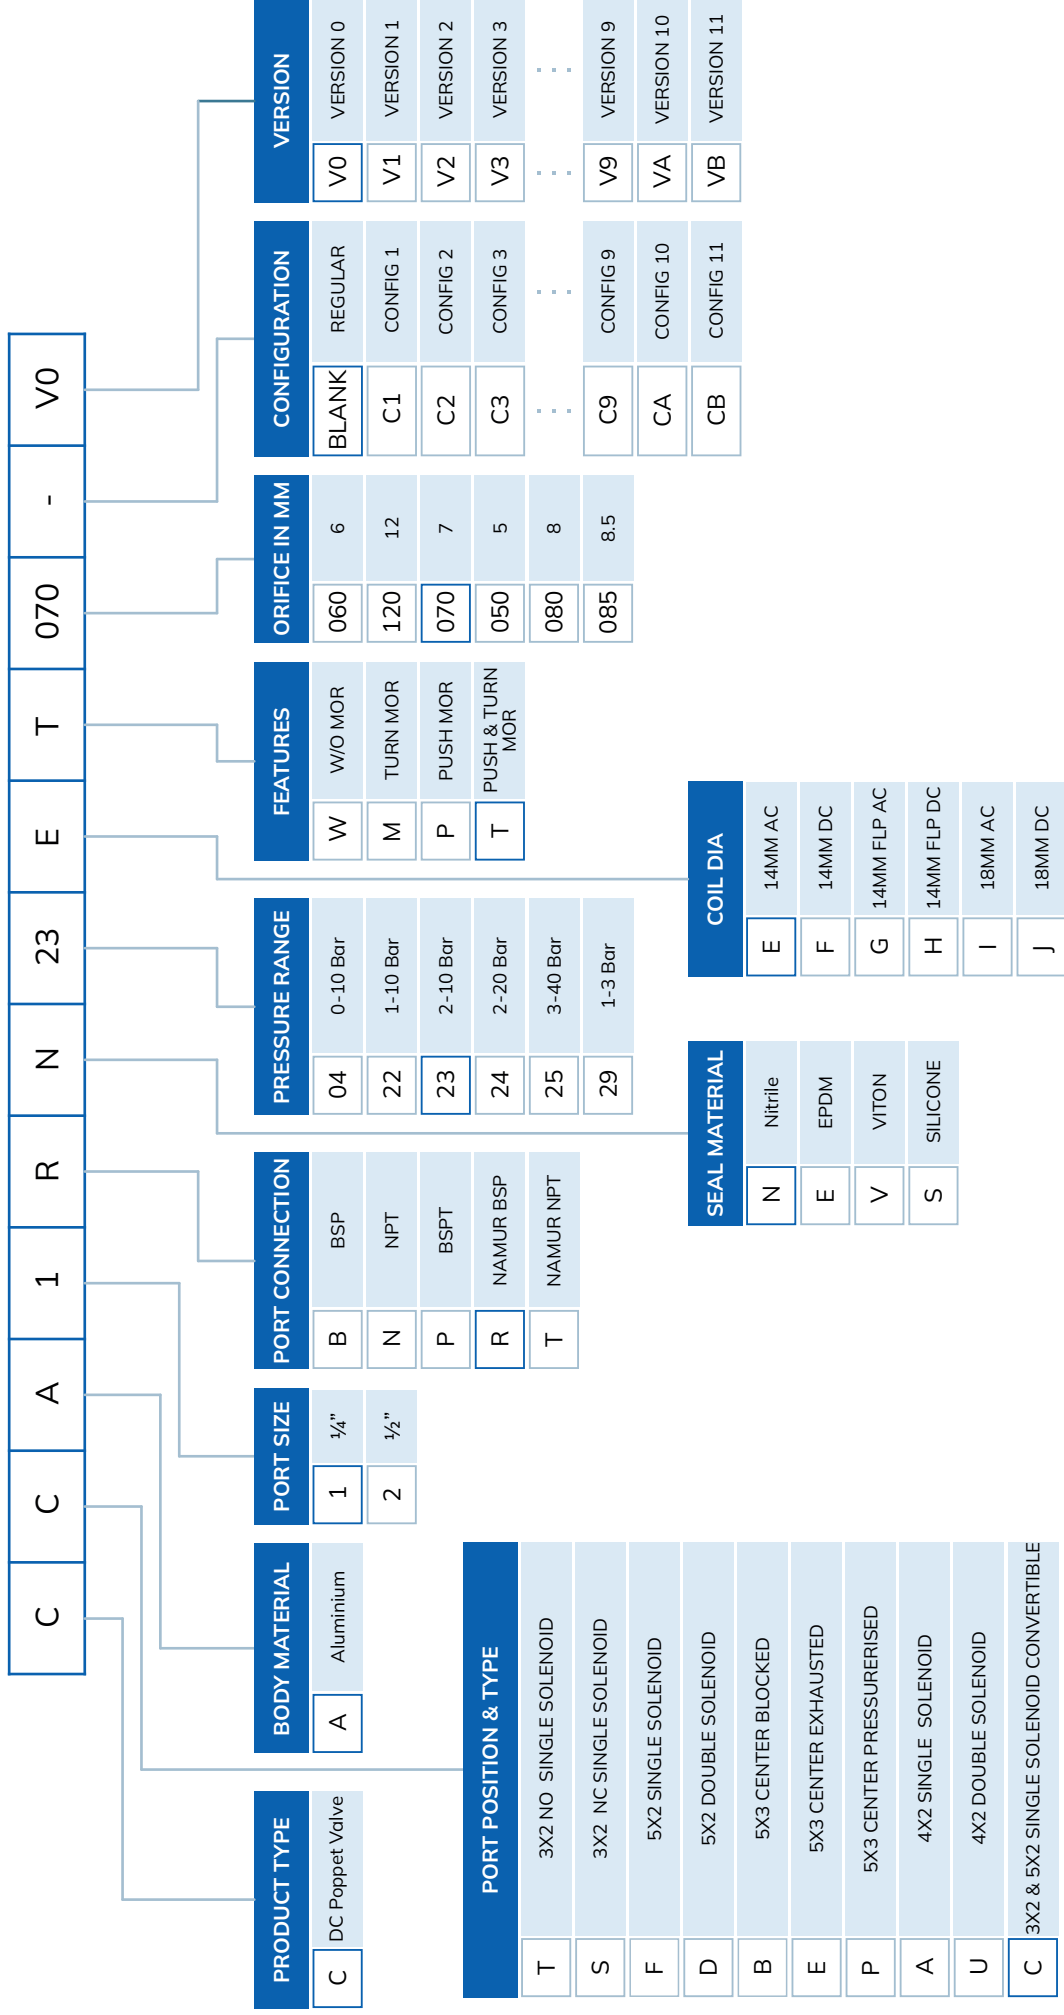 C C A 1 R N 23 E T 070 - V0
PRODUCT TYPE
C DC Poppet Valve
PORT POSITION & TYPE
T 3X2 NO SINGLE SOLENOID
S 3X2 NC SINGLE SOLENOID
F 5X2 SINGLE SOLENOID
D 5X2 DOUBLE SOLENOID
B 5X3 CENTER BLOCKED
E 5X3 CENTER EXHAUSTED
P 5X3 CENTER PRESSURERISED
A 4X2 SINGLE SOLENOID
U 4X2 DOUBLE SOLENOID
C 3X2 & 5X2 SINGLE SOLENOID CONVERTIBLE
BODY MATERIAL
A Aluminium
PORT SIZE
1 ¼”
2 ½”
PORT CONNECTION
B BSP
N NPT
P BSPT
R NAMUR BSP
T NAMUR NPT
SEAL MATERIAL
N Nitrile
E EPDM
V VITON
S SILICONE
PRESSURE RANGE
04 0-10 Bar
22 1-10 Bar
23 2-10 Bar
24 2-20 Bar
25 3-40 Bar
29 1-3 Bar
COIL DIA
E 14MM AC
F 14MM DC
G 14MM FLP AC
H 14MM FLP DC
I 18MM AC
J 18MM DC
FEATURES
W W/O MOR
M TURN MOR
P PUSH MOR
T PUSH & TURN
MOR
ORIFICE IN MM
060 6
120 12
070 7
050 5
080 8
085 8.5
CONFIGURATION
BLANK REGULAR
C1 CONFIG 1
C2 CONFIG 2
C3 CONFIG 3
... ...
C9 CONFIG 9
CA CONFIG 10
CB CONFIG 11
VERSION
V0 VERSION 0
V1 VERSION 1
V2 VERSION 2
V3 VERSION 3
... ...
V9 VERSION 9
VA VERSION 10
VB VERSION 11